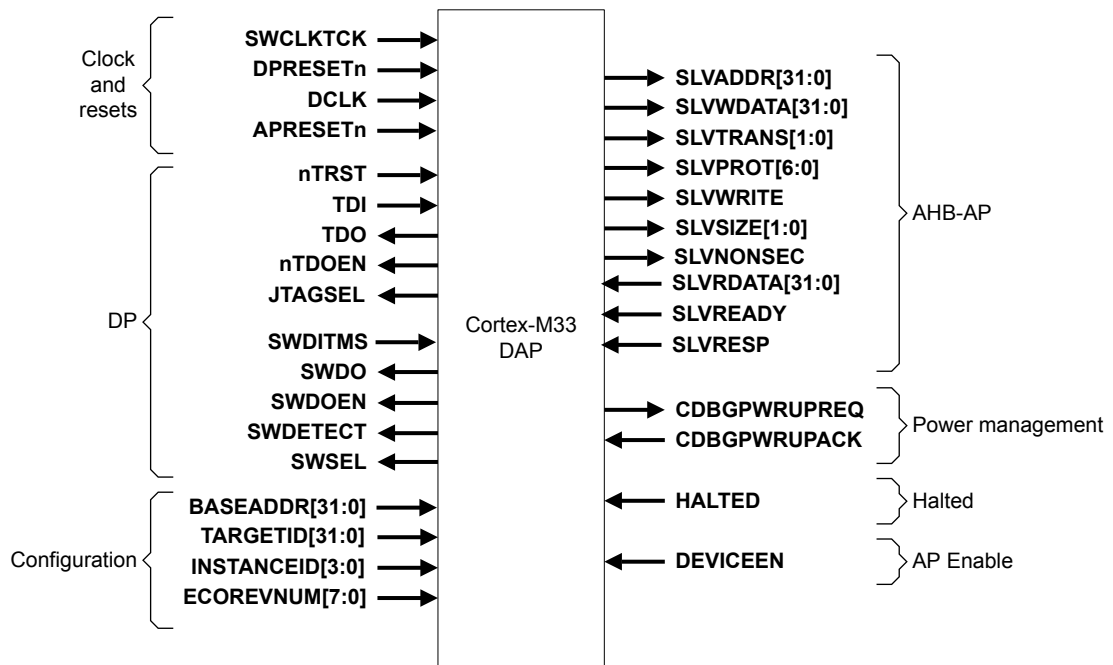 Clock
and
resets
SWCLKTCK
DPRESETn
DCLK
APRESETn
DP
nTRST
TDI
TDO
nTDOEN
JTAGSEL
SWDITMS
SWDO
SWDOEN
SWDETECT
SWSEL
Configuration
BASEADDR[31:0]
TARGETID[31:0]
INSTANCEID[3:0]
ECOREVNUM[7:0]
Cortex-M33
DAP
SLVADDR[31:0]
SLVWDATA[31:0]
SLVTRANS[1:0]
SLVPROT[6:0]
SLVWRITE
SLVSIZE[1:0]
SLVNONSEC
SLVRDATA[31:0]
SLVREADY
SLVRESP
AHB-AP
CDBGPWRUPREQ
CDBGPWRUPACK
Power management
HALTED
Halted
DEVICEEN
AP Enable